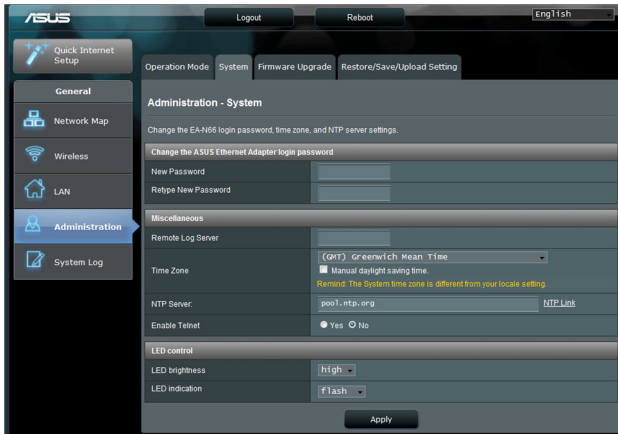 ASUS
Logout
Reboot
English
Quick Internet
Setup
General
Network Map
Wireless
LAN
Administration
System Log
Operation Mode System Firmware Upgrade Restore/Save/Upload Setting
Administration - System
Change the EA-N66 login password, time zone, and NTP server settings.
Change the ASUS Ethernet Adapter login password
New Password
Retype New Password
Miscellaneous
Remote Log Server
Time Zone
(GMT) Greenwich Mean Time
Manual daylight saving time.
Remind: The System time zone is different from your locale setting.
NTP Server: pool.ntp.org NTP Link
Enable Telnet Yes No
LED control
LED brightness high
LED indication flash
Apply